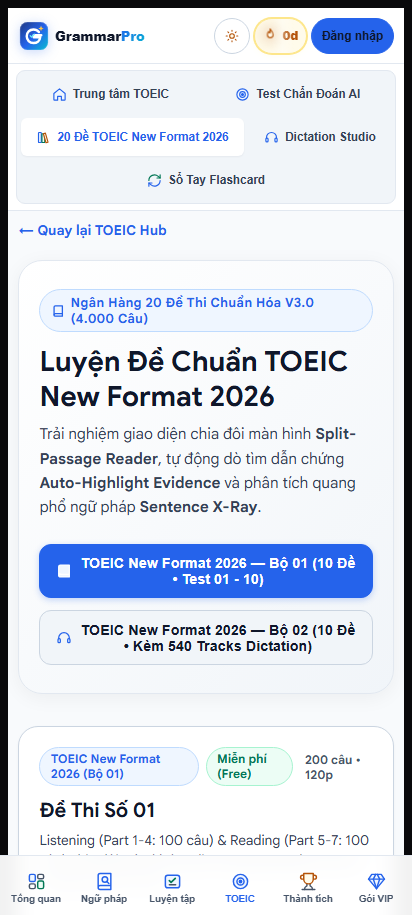 GrammarPro
0d
Đăng nhập
Trung tâm TOEIC
Test Chẩn Đoán AI
20 Đề TOEIC New Format 2026
Dictation Studio
Sổ Tay Flashcard
← Quay lại TOEIC Hub
Ngân Hàng 20 Đề Thi Chuẩn Hóa V3.0
(4.000 Câu)
Luyện Đề Chuẩn TOEIC
New Format 2026
Trải nghiệm giao diện chia đôi màn hình Split-
Passage Reader, tự động dò tìm dẫn chứng
Auto-Highlight Evidence và phân tích quang
phổ ngữ pháp Sentence X-Ray.
TOEIC New Format 2026 — Bộ 01 (10 Đề
• Test 01 - 10)
TOEIC New Format 2026 — Bộ 02 (10 Đề
• Kèm 540 Tracks Dictation)
TOEIC New Format
2026 (Bộ 01)
Miễn phí
(Free)
200 câu •
120p
Đề Thi Số 01
Listening (Part 1-4: 100 câu) & Reading (Part 5-7: 100
Tổng quan
Ngữ pháp
Luyện tập
TOEIC
Thành tích
Gói VIP